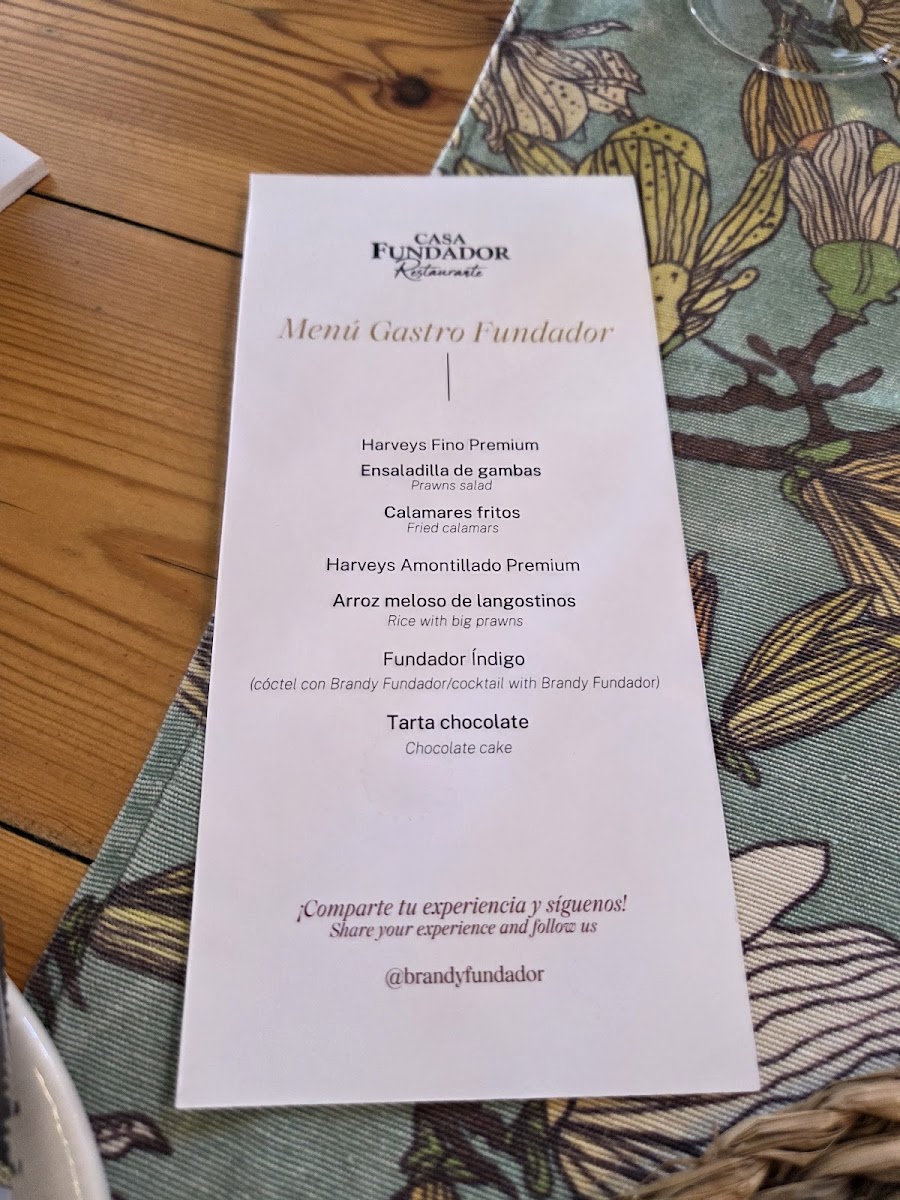 CASA
FUNDADOR
Restaurante
Menú Gastro Fundador
Harveys Fino Premium
Ensaladilla de gambas
Prawns salad
Calamares fritos
Fried calamars
Harveys Amontillado Premium
Arroz meloso de langostinos
Rice with big prawns
Fundador Índigo
(cóctel con Brandy Fundador/cocktail with Brandy Fundador)
Tarta chocolate
Chocolate cake
¡Comparte tu experiencia y síguenos!
Share your experience and follow us
@brandyfundador